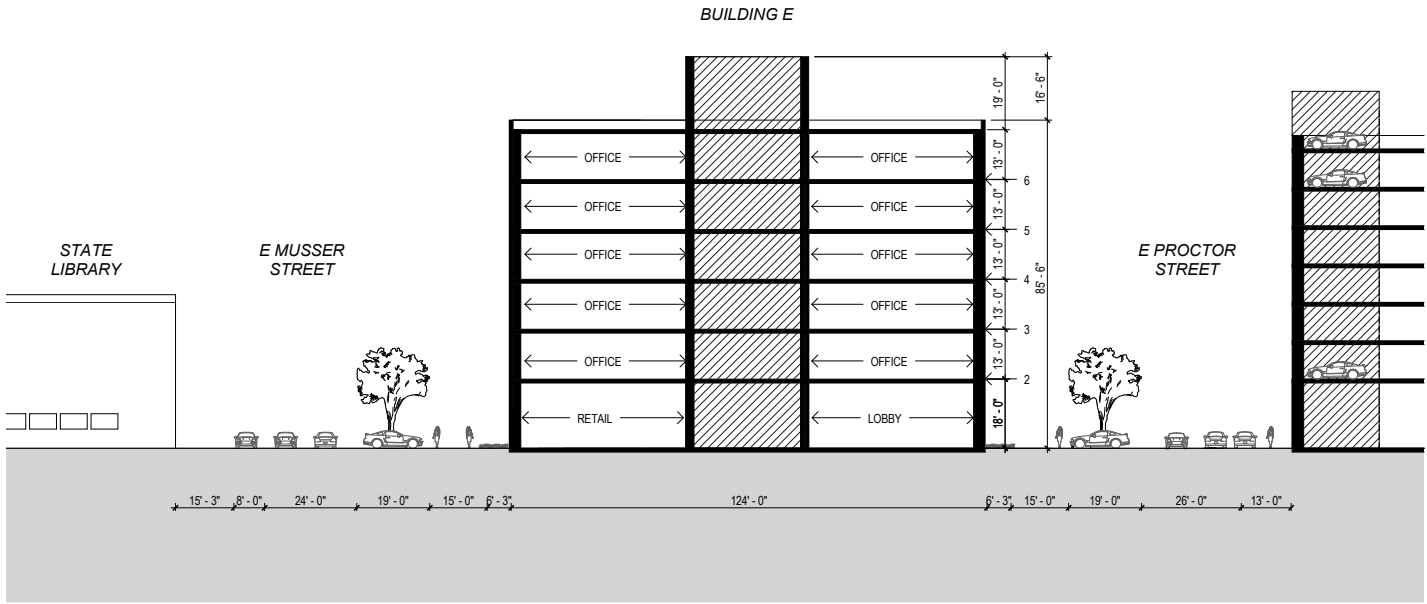 BUILDING E
19' - 0"
16' - 6"
OFFICE
OFFICE
13' - 0"
6
OFFICE
OFFICE
13' - 0"
5
STATE
LIBRARY
E MUSSER
STREET
OFFICE
OFFICE
13' - 0"
4
85' - 6"
E PROCTOR
STREET
OFFICE
OFFICE
13' - 0"
3
OFFICE
OFFICE
13' - 0"
2
RETAIL
LOBBY
18' - 0"
15' - 3"
8' - 0"
24' - 0"
19' - 0"
15' - 0"
6' - 3"
124' - 0"
6' - 3"
15' - 0"
19' - 0"
26' - 0"
13' - 0"